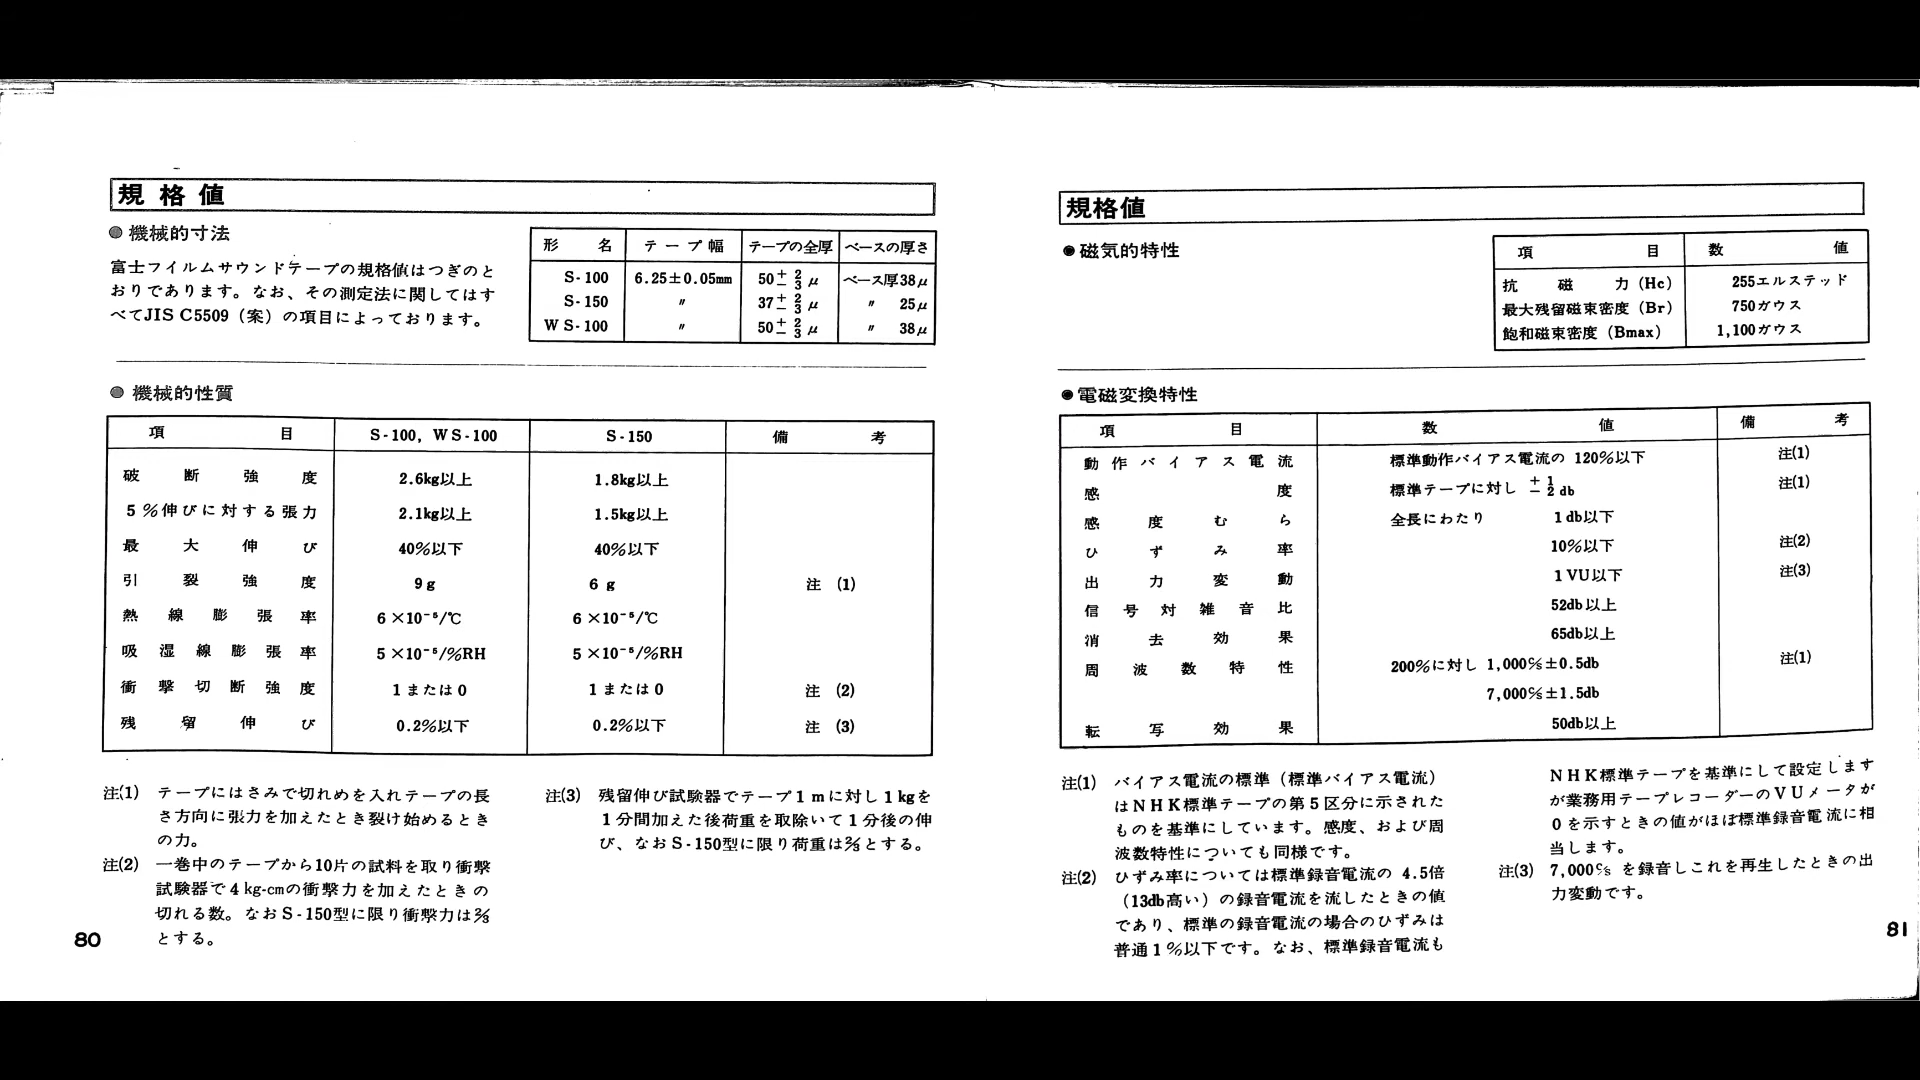 規格値
● 機械的寸法
富士フイルムサウンドテープの規格値はつぎのと
おりであります。なお、その測定法に関してはす
べてJIS C5509（案）の項目によっております。
形 名 テープ幅 テープの全厚 ベースの厚さ
S-100 6.25±0.05mm 50＋2－3μ ベース厚38μ
S-150 〃 37＋2－3μ 〃 25μ
WS-100 〃 50＋2－3μ 〃 38μ
● 機械的性質
項 目 S-100, WS-100 S-150 備 考
破断強度 2.6kg以上 1.8kg以上
5％伸びに対する張力 2.1kg以上 1.5kg以上
最大伸び 40％以下 40％以下
引裂強度 9g 6g 注 (1)
熱線膨張率 6×10⁻⁵/℃ 6×10⁻⁵/℃
吸湿線膨張率 5×10⁻⁵/%RH 5×10⁻⁵/%RH
衝撃切断強度 1または0 1または0 注 (2)
残留伸び 0.2％以下 0.2％以下 注 (3)
注(1) テープにはさみで切れめを入れテープの長
さ方向に張力を加えたとき裂け始めるとき
の力。
注(2) 一巻中のテープから10片の試料を取り衝撃
試験器で4kg-cmの衝撃力を加えたときの
切れる数。なおS-150型に限り衝撃力は⅔
とする。
注(3) 残留伸び試験器でテープ1mに対し1kgを
1分間加えた後荷重を取除いて1分後の伸
び、なおS-150型に限り荷重は⅔とする。
80
規格値
●磁気的特性
項 目 数 値
抗磁力(Hc) 255エルステッド
最大残留磁束密度(Br) 750ガウス
飽和磁束密度(Bmax) 1,100ガウス
●電磁変換特性
項 目 数 値 備 考
動作バイアス電流 標準動作バイアス電流の 120％以下 注(1)
感度 標準テープに対し ＋1－2db 注(1)
感度むら 全長にわたり 1db以下
ひずみ率 10％以下 注(2)
出力変動 1VU以下 注(3)
信号対雑音比 52db以上
消去効果 65db以上
周波数特性 200％に対し 1,000℅±0.5db 注(1)
7,000℅±1.5db
転写効果 50db以上
注(1) バイアス電流の標準（標準バイアス電流）
はNHK標準テープの第5区分に示された
ものを基準にしています。感度、および周
波数特性についても同様です。
注(2) ひずみ率については標準録音電流の 4.5倍
（13db高い）の録音電流を流したときの値
であり、標準の録音電流の場合のひずみは
普通1％以下です。なお、標準録音電流も
NHK標準テープを基準にして設定します
が業務用テープレコーダーのVUメータが
0を示すときの値がほぼ標準録音電流に相
当します。
注(3) 7,000c/s を録音しこれを再生したときの出
力変動です。
81